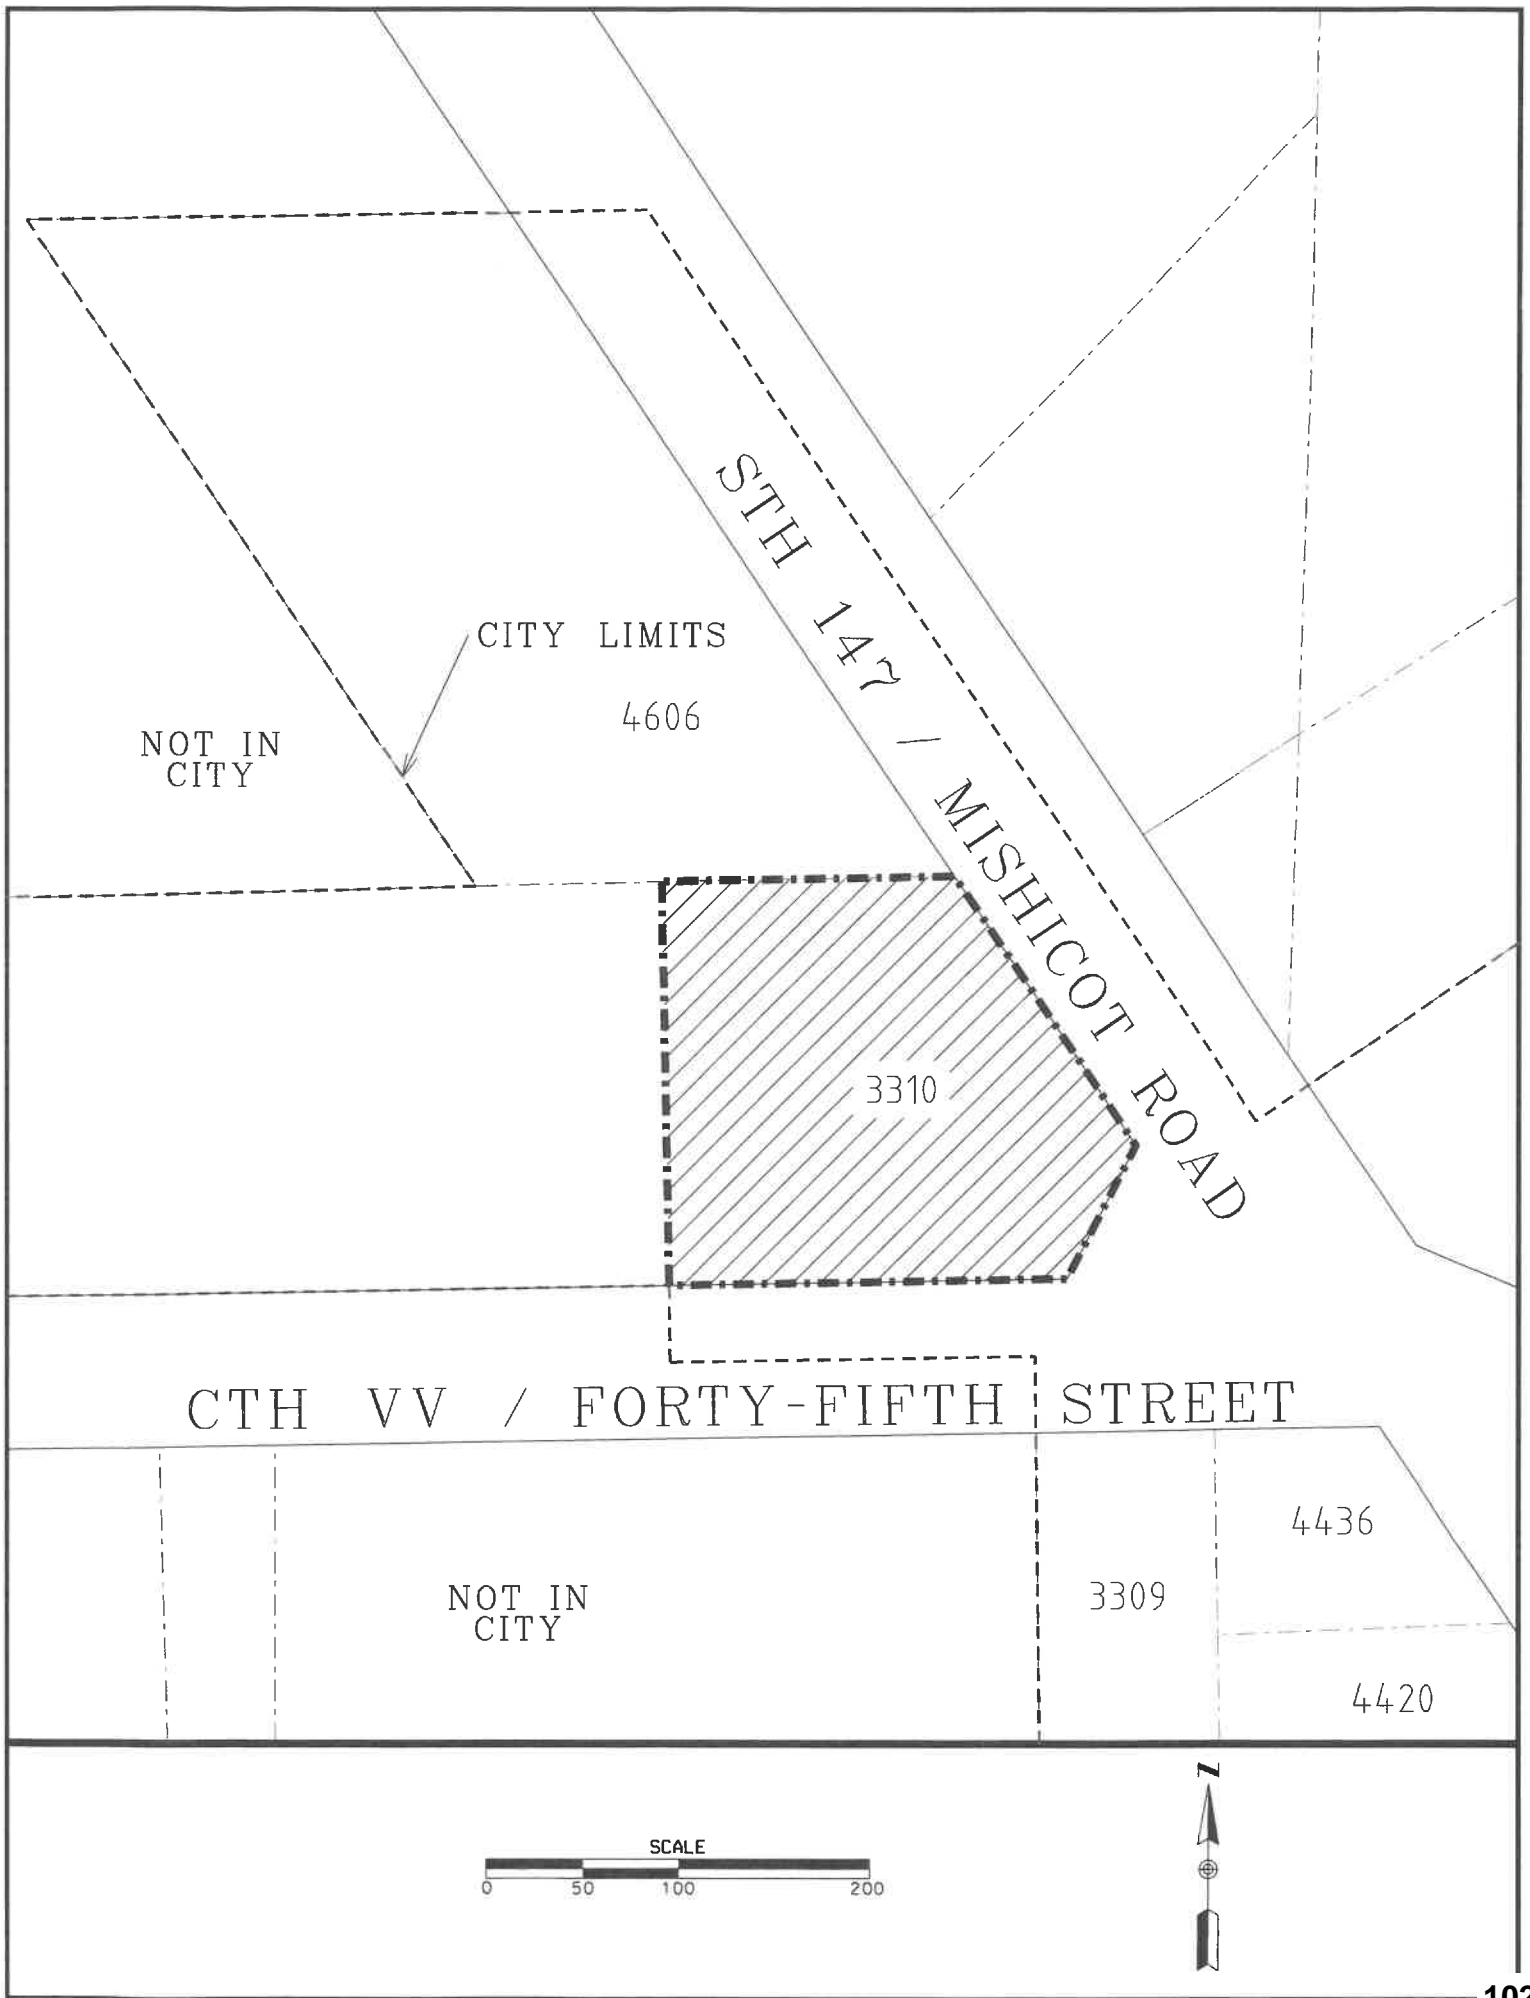 STH 147 / MISHICOT ROAD
CITY LIMITS
4606
NOT IN
CITY
3310
CTH VV / FORTY-FIFTH STREET
4436
NOT IN
CITY
3309
4420
SCALE
0 50 100 200
N
102